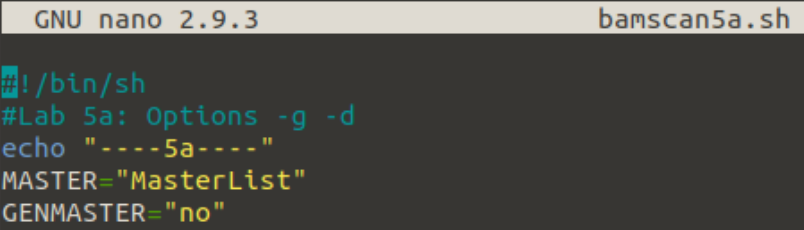 GNU nano 2.9.3 bamscan5a.sh
#!/bin/sh
#Lab 5a: Options -g -d
echo "----5a----"
MASTER="MasterList"
GENMASTER="no"